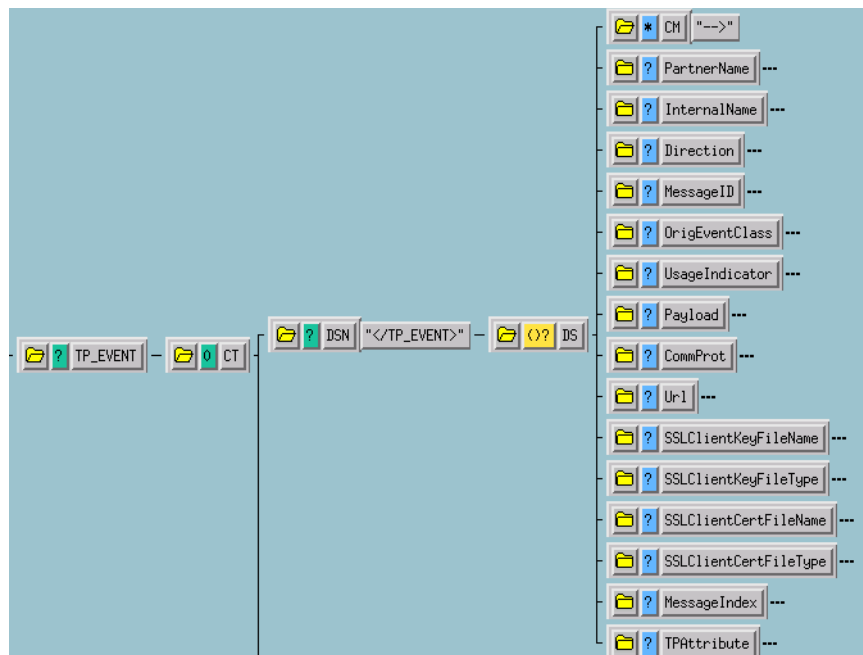 * CM "-->"
? PartnerName ---
? InternalName ---
? Direction ---
? MessageID ---
? OrigEventClass ---
? UsageIndicator ---
? Payload ---
? TP_EVENT 0 CT ? DSN "</TP_EVENT>" ()? DS
? CommProt ---
? Url ---
? SSLClientKeyFileName ---
? SSLClientKeyFileType ---
? SSLClientCertFileName ---
? SSLClientCertFileType ---
? MessageIndex ---
? TPAttribute ---